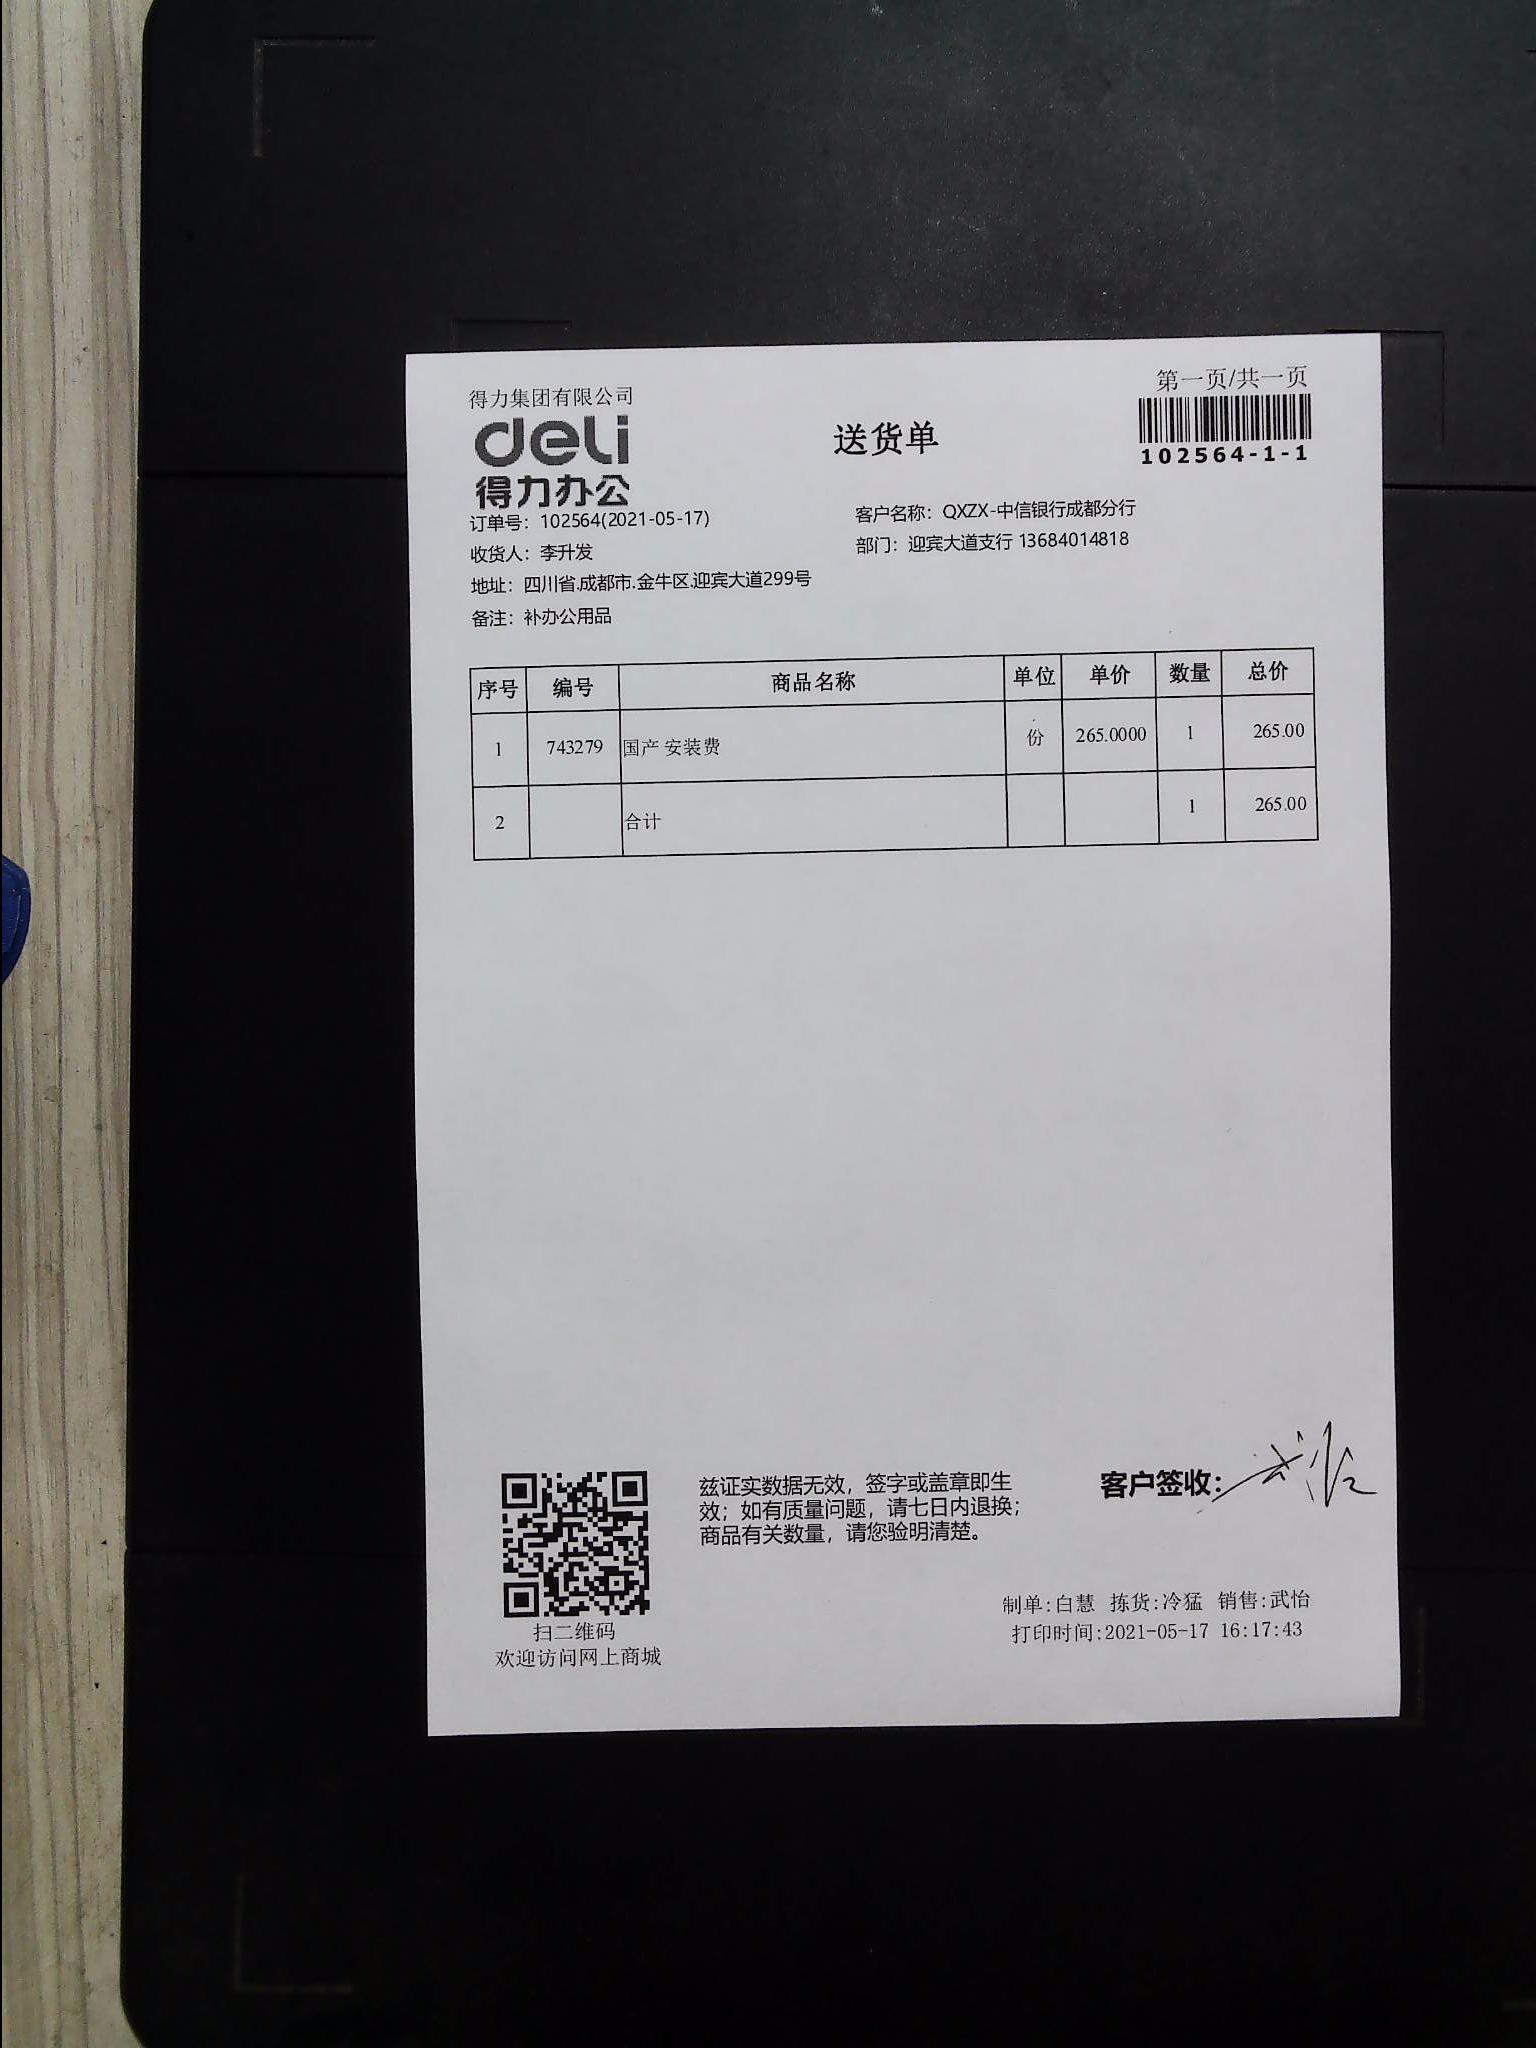 得力集团有限公司
第一页/共一页
deli
得力办公
送货单
102564-1-1
订单号：102564(2021-05-17)
客户名称：QXZX-中信银行成都分行
收货人：李升发
部门：迎宾大道支行 13684014818
地址：四川省.成都市.金牛区.迎宾大道299号
备注：补办公用品
序号 编号 商品名称 单位 单价 数量 总价
1 743279 国产 安装费 份 265.0000 1 265.00
2 合计 1 265.00
兹证实数据无效，签字或盖章即生
效；如有质量问题，请七日内退换；
商品有关数量，请您验明清楚。
客户签收：
扫二维码
欢迎访问网上商城
制单:白慧 拣货:冷猛 销售:武怡
打印时间:2021-05-17 16:17:43